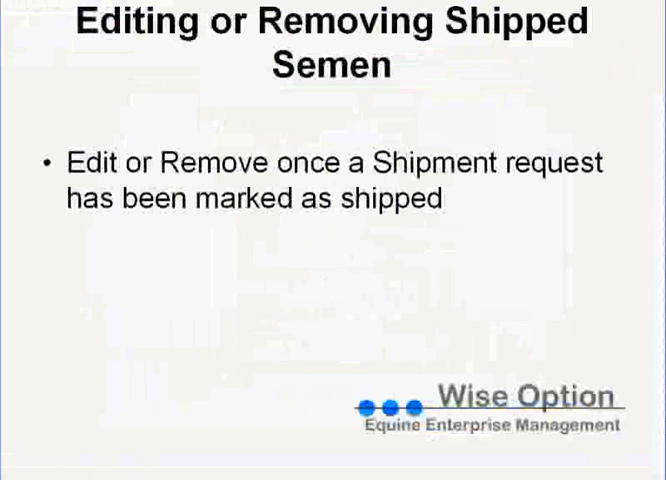 Editing or Removing Shipped
Semen
• Edit or Remove once a Shipment request
has been marked as shipped
Wise Option
Equine Enterprise Management